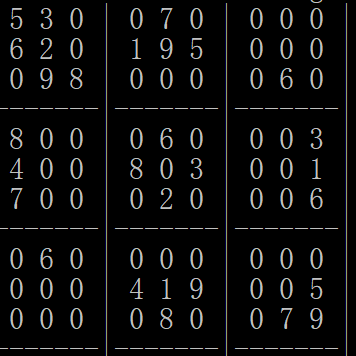 5 3 0 | 0 7 0 | 0 0 0 |
6 2 0 | 1 9 5 | 0 0 0 |
0 9 8 | 0 0 0 | 0 6 0 |
8 0 0 | 0 6 0 | 0 0 3 |
4 0 0 | 8 0 3 | 0 0 1 |
7 0 0 | 0 2 0 | 0 0 6 |
0 6 0 | 0 0 0 | 0 0 0 |
0 0 0 | 4 1 9 | 0 0 5 |
0 0 0 | 0 8 0 | 0 7 9 |